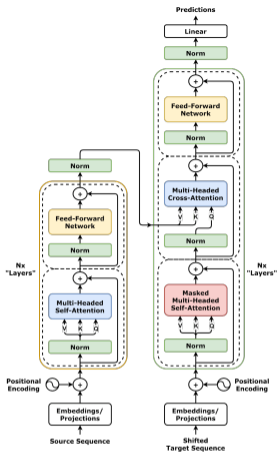 Predictions
Linear
Norm
Feed-Forward
Network
Norm
Norm
Multi-Headed
Cross-Attention
V K Q
Feed-Forward
Network
Norm
Norm
Nx
"Layers"
Nx
"Layers"
Multi-Headed
Self-Attention
V K Q
Masked
Multi-Headed
Self-Attention
V K Q
Norm
Norm
Positional
Encoding
Positional
Encoding
Embeddings/
Projections
Embeddings/
Projections
Source Sequence
Shifted
Target Sequence